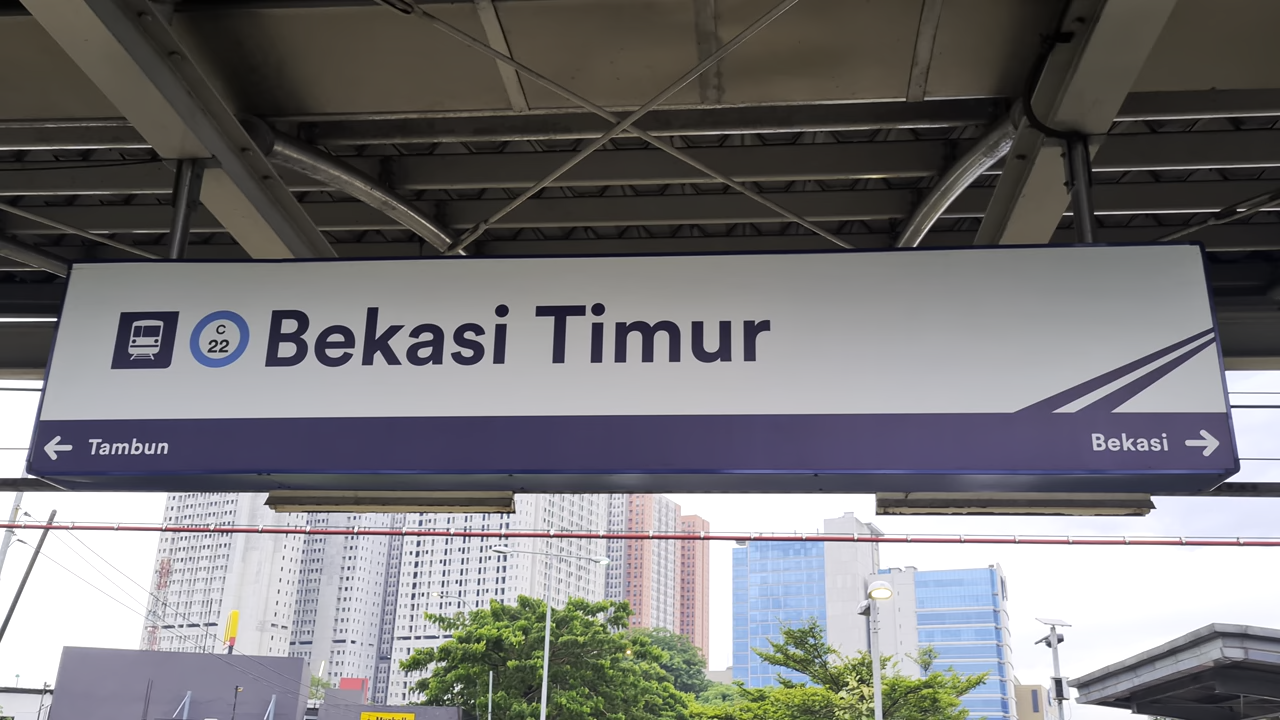 C
22
Bekasi Timur
← Tambun
Bekasi →